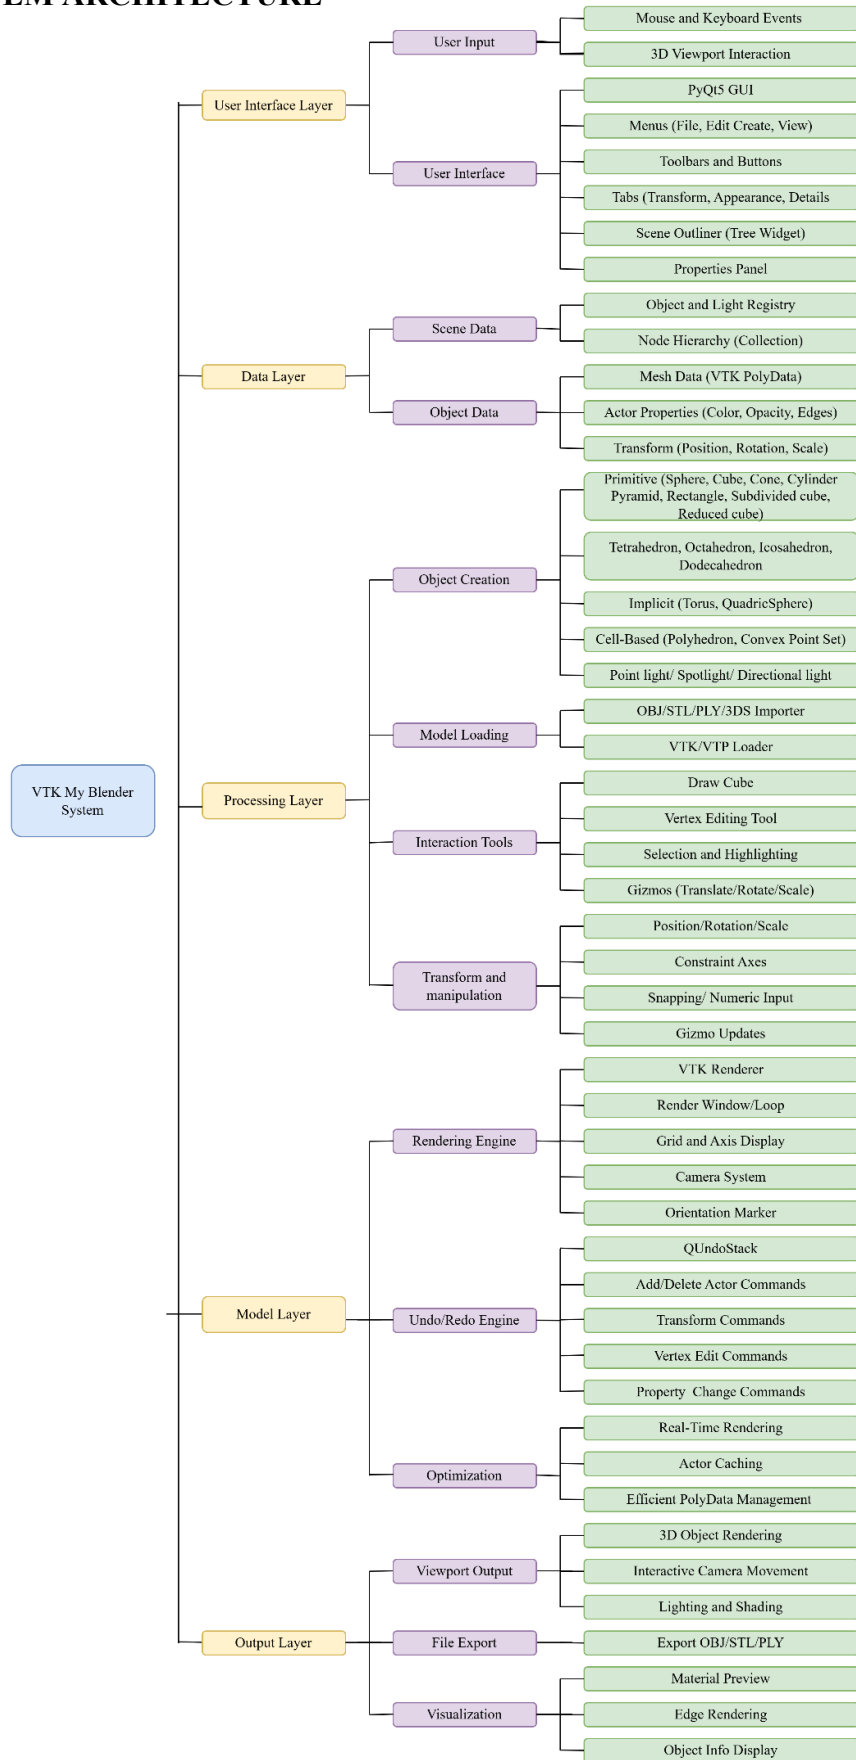 EM ARCHITECTURE
VTK My Blender
System
User Interface Layer
User Input
Mouse and Keyboard Events
3D Viewport Interaction
User Interface
PyQt5 GUI
Menus (File, Edit Create, View)
Toolbars and Buttons
Tabs (Transform, Appearance, Details
Scene Outliner (Tree Widget)
Properties Panel
Data Layer
Scene Data
Object and Light Registry
Node Hierarchy (Collection)
Object Data
Mesh Data (VTK PolyData)
Actor Properties (Color, Opacity, Edges)
Transform (Position, Rotation, Scale)
Processing Layer
Object Creation
Primitive (Sphere, Cube, Cone, Cylinder
Pyramid, Rectangle, Subdivided cube,
Reduced cube)
Tetrahedron, Octahedron, Icosahedron,
Dodecahedron
Implicit (Torus, QuadricSphere)
Cell-Based (Polyhedron, Convex Point Set)
Point light/ Spotlight/ Directional light
Model Loading
OBJ/STL/PLY/3DS Importer
VTK/VTP Loader
Interaction Tools
Draw Cube
Vertex Editing Tool
Selection and Highlighting
Gizmos (Translate/Rotate/Scale)
Transform and
manipulation
Position/Rotation/Scale
Constraint Axes
Snapping/ Numeric Input
Gizmo Updates
Model Layer
Rendering Engine
VTK Renderer
Render Window/Loop
Grid and Axis Display
Camera System
Orientation Marker
Undo/Redo Engine
QUndoStack
Add/Delete Actor Commands
Transform Commands
Vertex Edit Commands
Property  Change Commands
Optimization
Real-Time Rendering
Actor Caching
Efficient PolyData Management
Output Layer
Viewport Output
3D Object Rendering
Interactive Camera Movement
Lighting and Shading
File Export
Export OBJ/STL/PLY
Visualization
Material Preview
Edge Rendering
Object Info Display